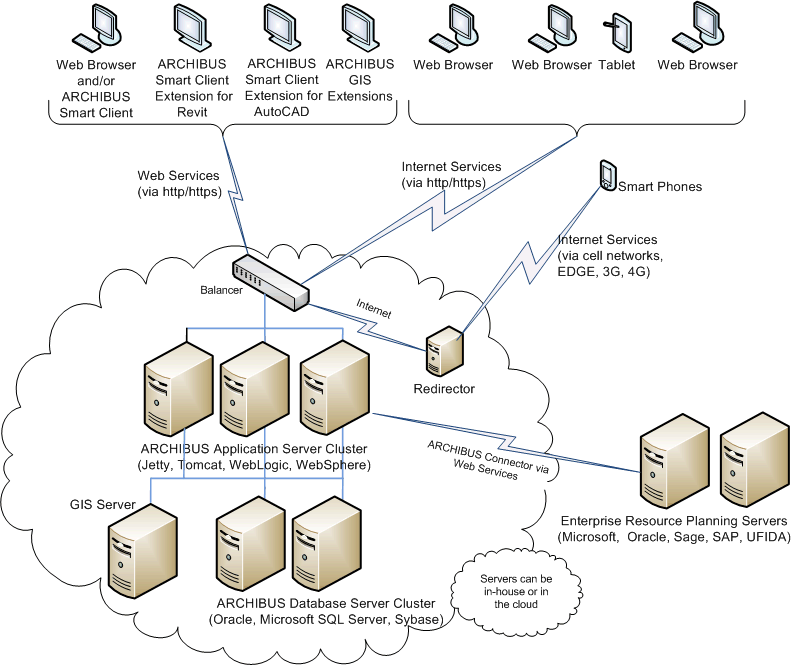 Web Browser
and/or
ARCHIBUS
Smart Client
ARCHIBUS
Smart Client
Extension for
Revit
ARCHIBUS
Smart Client
Extension for
AutoCAD
ARCHIBUS
GIS
Extensions
Web Browser
Web Browser
Tablet
Web Browser
Web Services
(via http/https)
Internet Services
(via http/https)
Smart Phones
Internet Services
(via cell networks,
EDGE, 3G, 4G)
Balancer
Internet
Redirector
ARCHIBUS Application Server Cluster
(Jetty, Tomcat, WebLogic, WebSphere)
ARCHIBUS Connector via
Web Services
GIS Server
Enterprise Resource Planning Servers
(Microsoft, Oracle, Sage, SAP, UFIDA)
Servers can be
in-house or in
the cloud
ARCHIBUS Database Server Cluster
(Oracle, Microsoft SQL Server, Sybase)